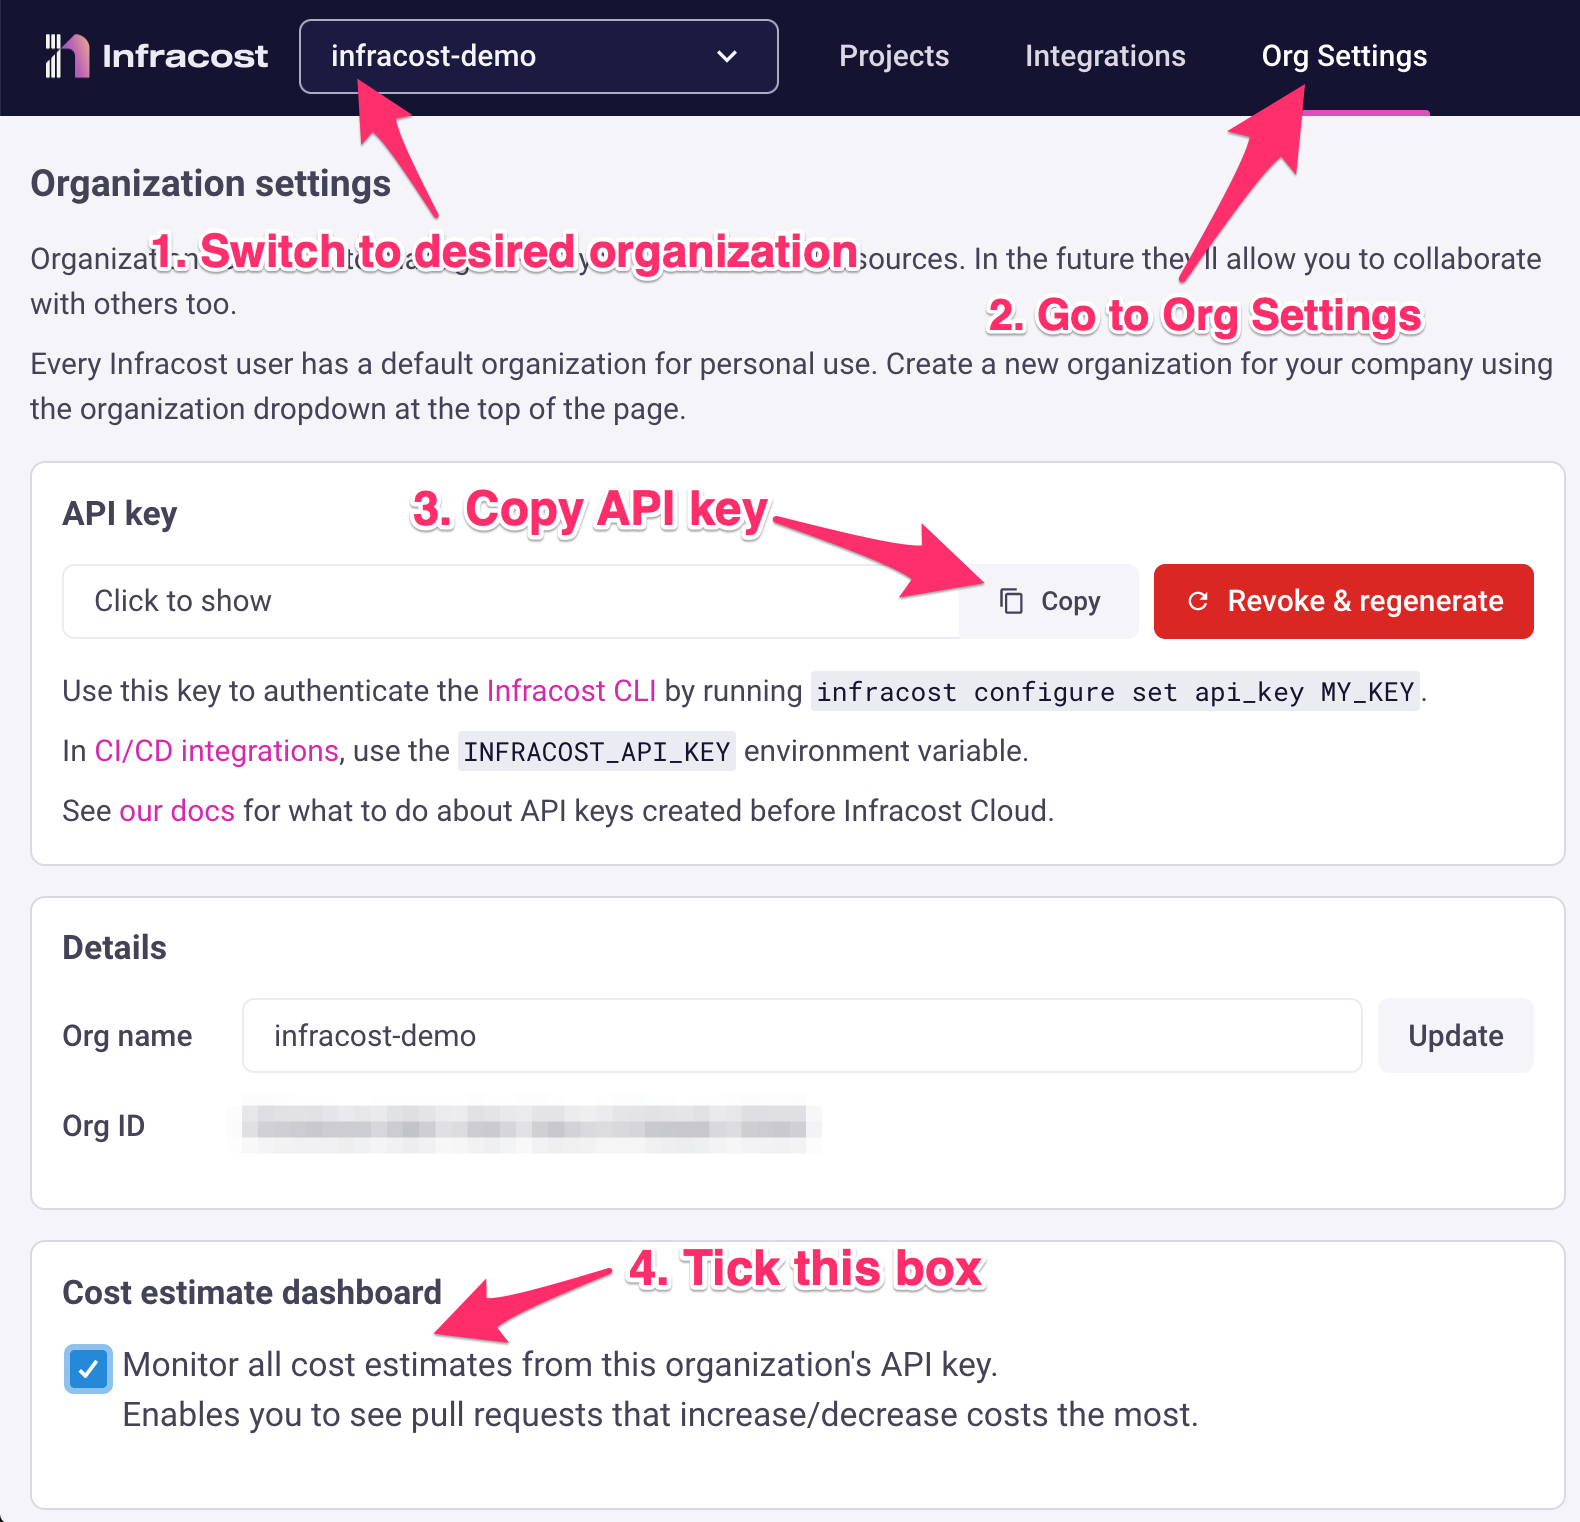 Infracost
infracost-demo
Projects
Integrations
Org Settings
Organization settings
1. Switch to desired organization
sources. In the future they'll allow you to collaborate
with others too.
2. Go to Org Settings
Every Infracost user has a default organization for personal use. Create a new organization for your company using
the organization dropdown at the top of the page.
API key
3. Copy API key
Click to show
Copy
Revoke & regenerate
Use this key to authenticate the Infracost CLI by running infracost configure set api_key MY_KEY.
In CI/CD integrations, use the INFRACOST_API_KEY environment variable.
See our docs for what to do about API keys created before Infracost Cloud.
Details
Org name
infracost-demo
Update
Org ID
4. Tick this box
Cost estimate dashboard
Monitor all cost estimates from this organization's API key.
Enables you to see pull requests that increase/decrease costs the most.